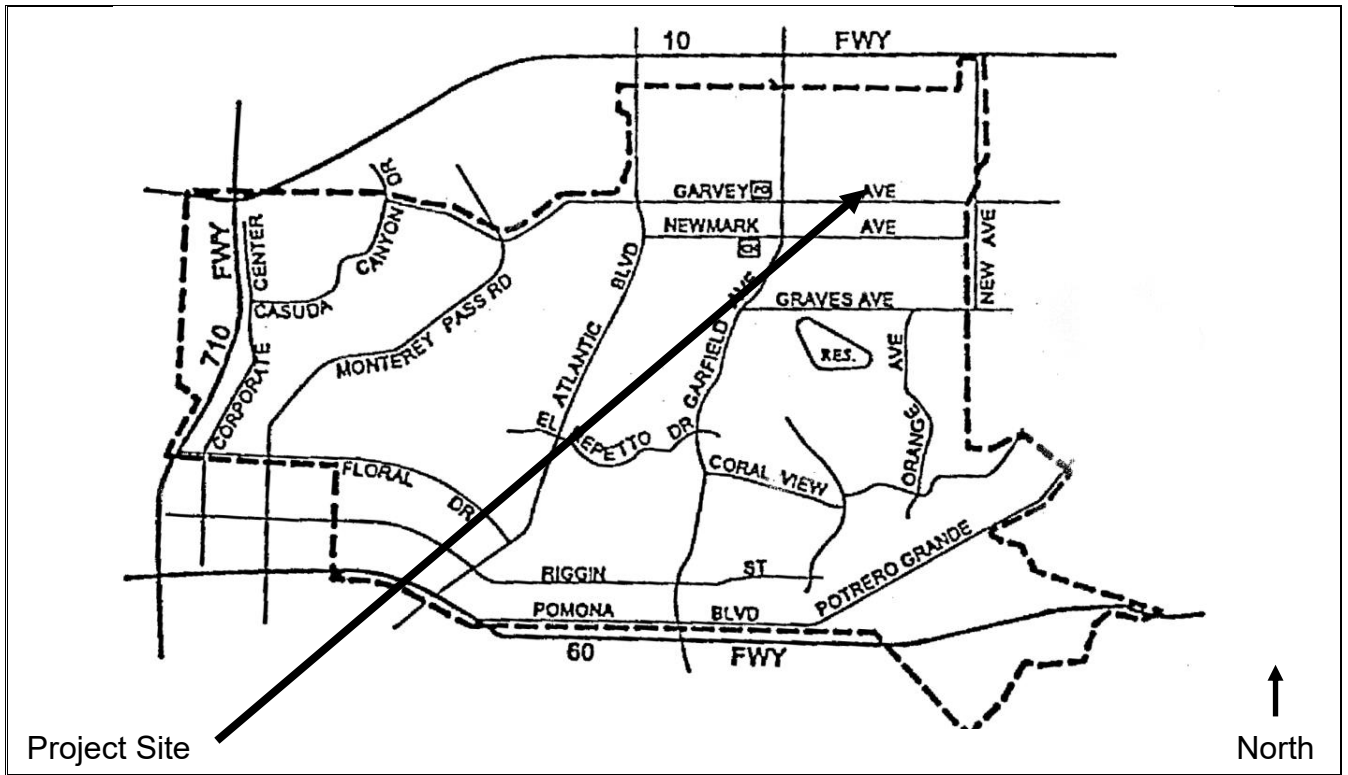 10 FWY
DR
GARVEY PO AVE
NEWMARK AVE
CH
FWY
CENTER
CANYON
CASUDA
BLVD
NEW AVE
AVE
GRAVES AVE
710
MONTEREY PASS RD
RES.
AVE
CORPORATE
ATLANTIC
GARFIELD
EL REPETTO DR
ORANGE
FLORAL
DR
CORAL VIEW
RIGGIN ST
POTRERO GRANDE
POMONA BLVD
60 FWY
Project Site
North